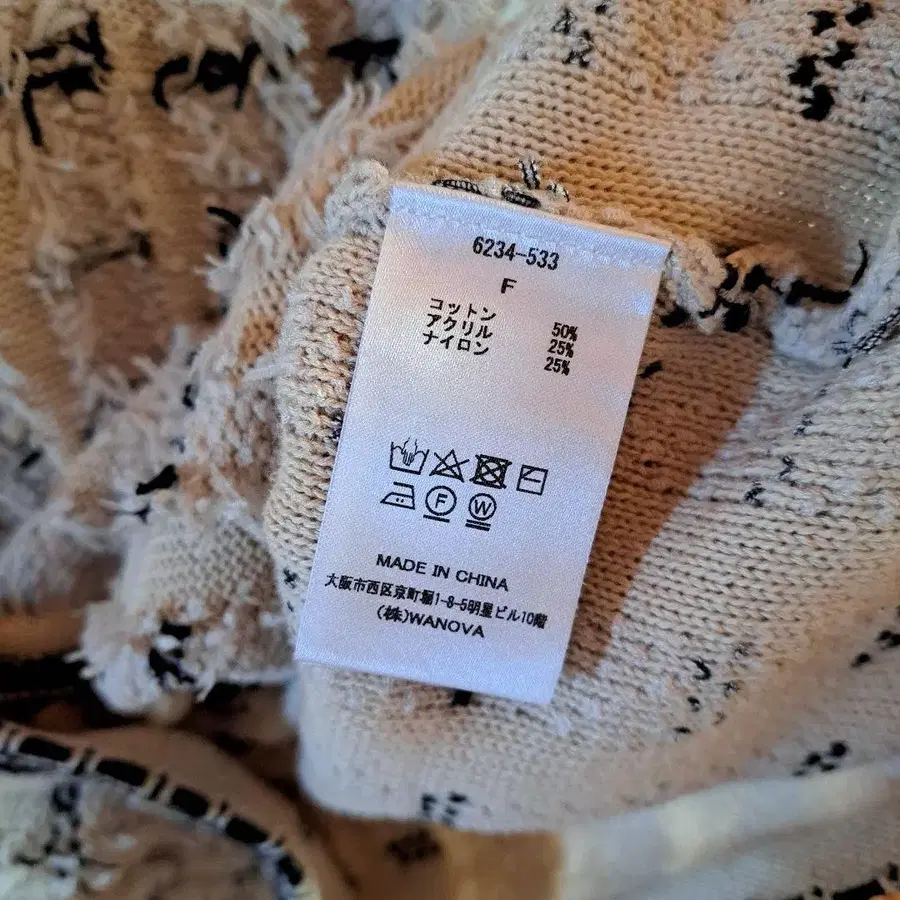 6234-533
F
コットン 50%
アクリル 25%
ナイロン 25%
F W
MADE IN CHINA
大阪市西区京町堀1-8-5明星ビル10階
(株)WANOVA